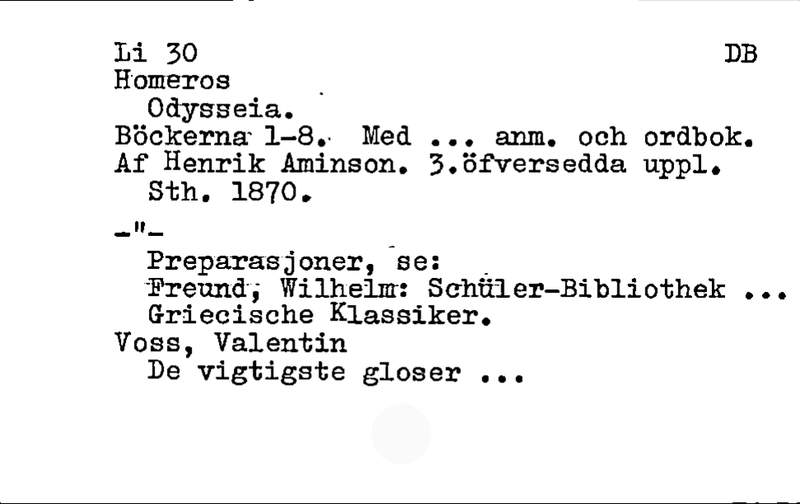 Li 30 DB
Homeros
Odysseia.
Böckerna 1-8. Med ... anm. och ordbok.
Af Henrik Aminson. 3.öfversedda uppl.
Sth. 1870.
-"-
Preparasjoner, se:
Freund, Wilhelm: Schüler-Bibliothek ...
Griecische Klassiker.
Voss, Valentin
De vigtigste gloser ...